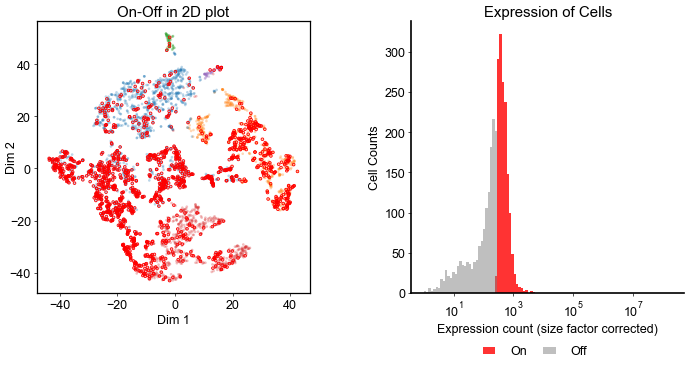 On-Off in 2D plot
40
20
0
−20
−40
Dim 2
−40 −20 0 20 40
Dim 1
Expression of Cells
300
250
200
150
100
50
0
Cell Counts
10^1 10^3 10^5 10^7
Expression count (size factor corrected)
On Off